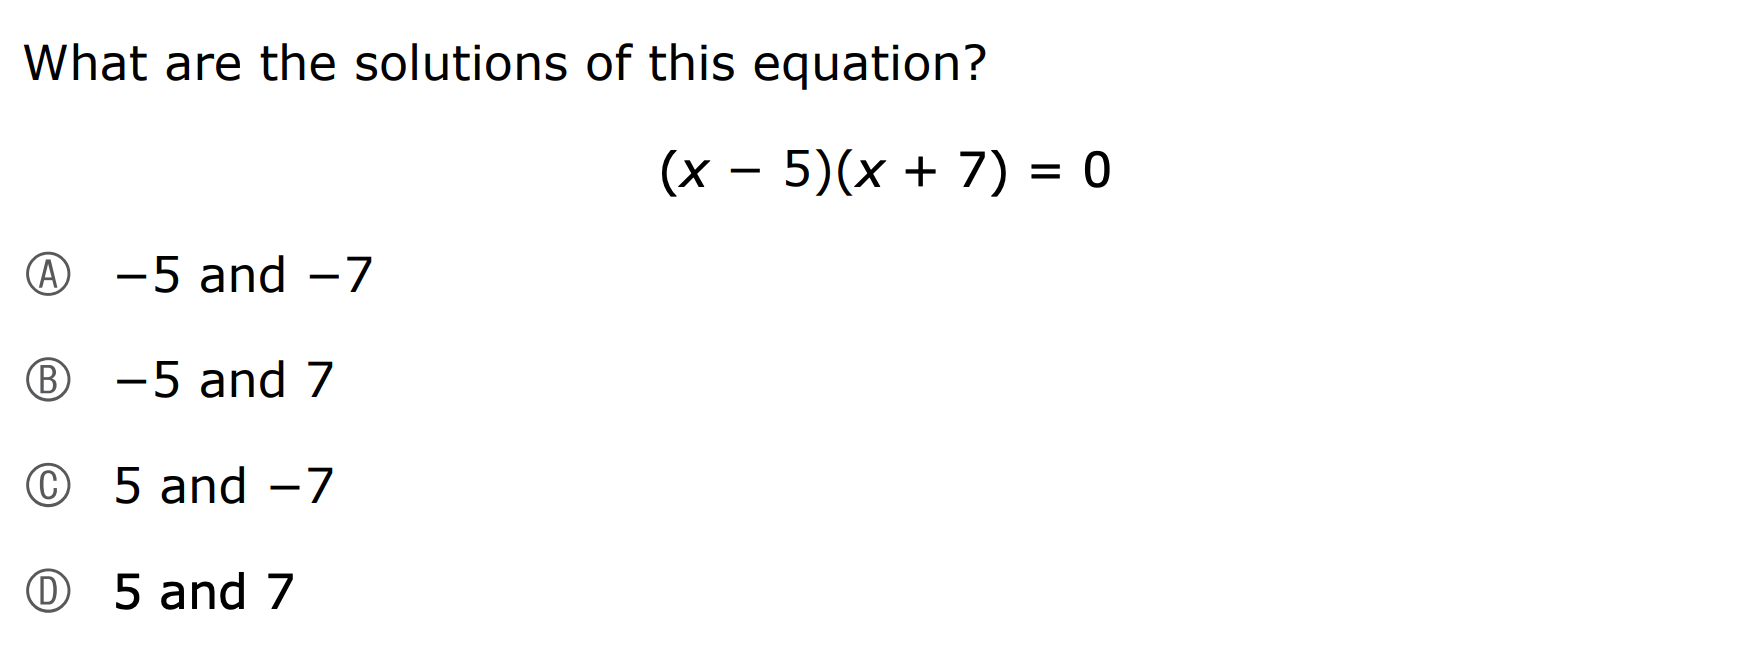 What are the solutions of this equation?
(x − 5)(x + 7) = 0
Ⓐ −5 and −7
Ⓑ −5 and 7
Ⓒ 5 and −7
Ⓓ 5 and 7